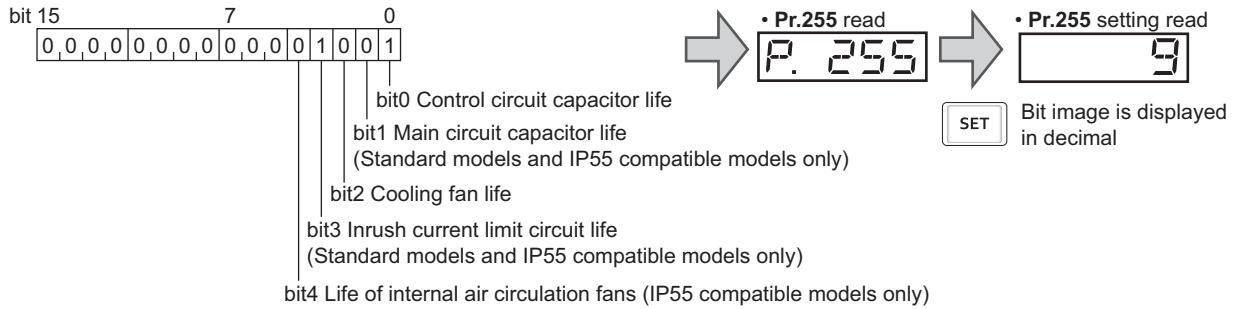 bit 15 7 0
0 0 0 0 0 0 0 0 0 0 0 0 1 0 0 1
• Pr.255 read
P. 255
• Pr.255 setting read
9
SET
Bit image is displayed
in decimal
bit0 Control circuit capacitor life
bit1 Main circuit capacitor life
(Standard models and IP55 compatible models only)
bit2 Cooling fan life
bit3 Inrush current limit circuit life
(Standard models and IP55 compatible models only)
bit4 Life of internal air circulation fans (IP55 compatible models only)